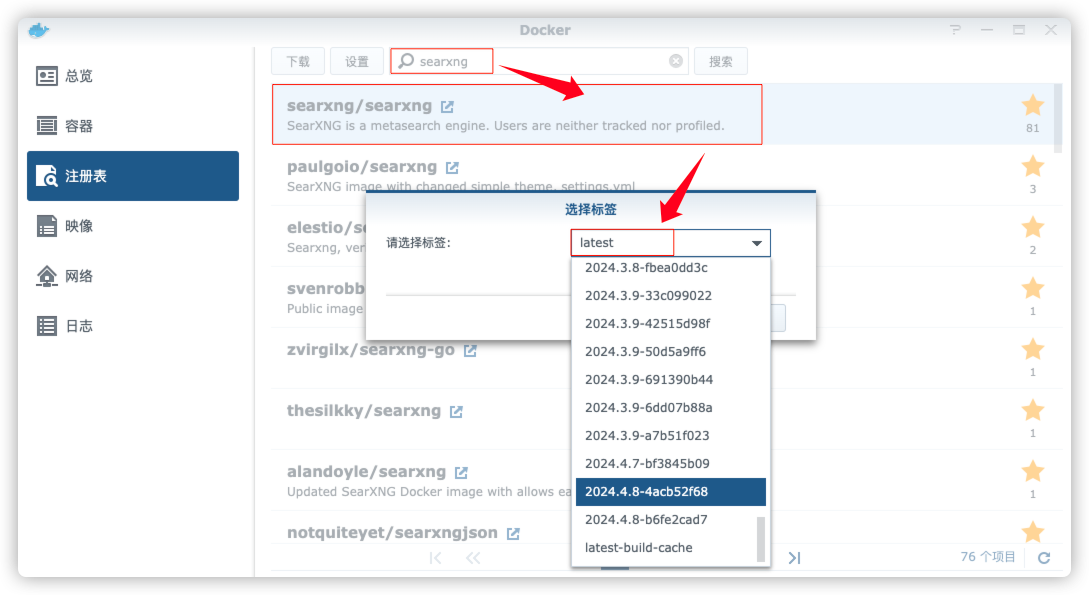 Docker
总览
容器
注册表
映像
网络
日志
下载
设置
searxng
搜索
searxng/searxng
SearXNG is a metasearch engine. Users are neither tracked nor profiled.
81
paulgoio/searxng
SearXNG image with changed simple theme, settings.yml
3
elestio/se
Searxng, ver
2
svenrobb
Public image
1
zvirgilx/searxng-go
1
thesilkky/searxng
1
alandoyle/searxng
Updated SearXNG Docker image with allows ea
1
notquiteyet/searxngjson
76 个项目
选择标签
请选择标签:
latest
2024.3.8-fbea0dd3c
2024.3.9-33c099022
2024.3.9-42515d98f
2024.3.9-50d5a9ff6
2024.3.9-691390b44
2024.3.9-6dd07b88a
2024.3.9-a7b51f023
2024.4.7-bf3845b09
2024.4.8-4acb52f68
2024.4.8-b6fe2cad7
latest-build-cache